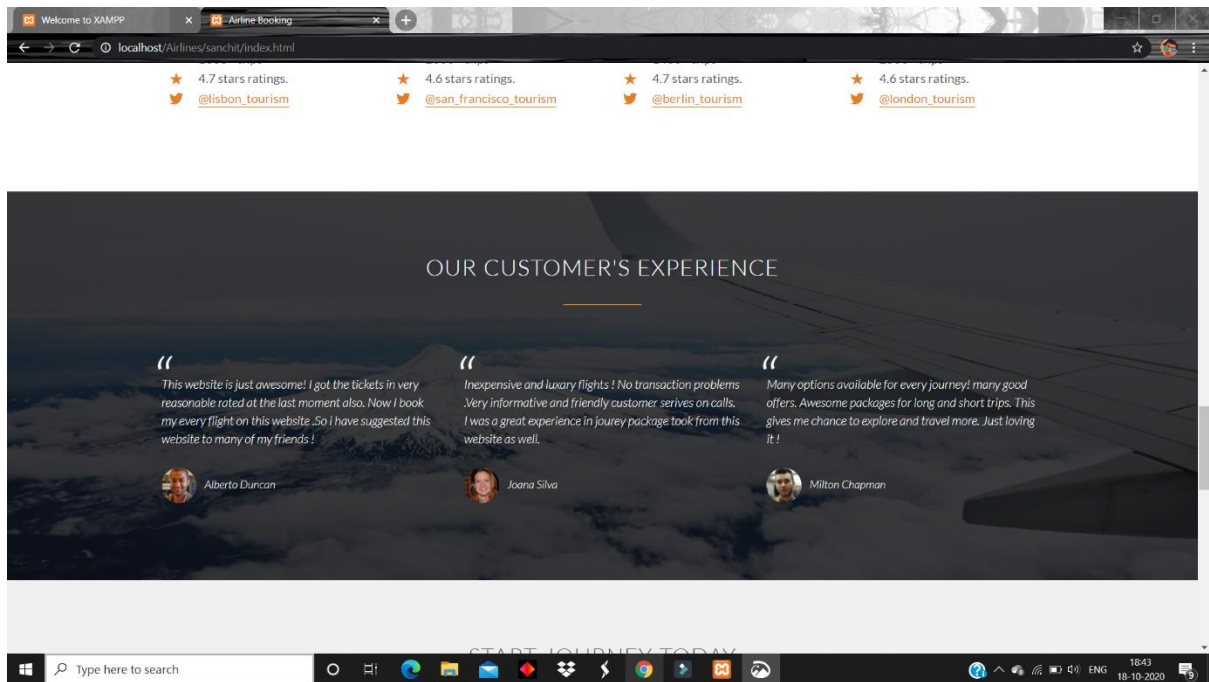 Welcome to XAMPP
Airline Booking
localhost/Airlines/sanchit/index.html
4.7 stars ratings. 4.6 stars ratings. 4.7 stars ratings. 4.6 stars ratings.
@lisbon_tourism @san_francisco_tourism @berlin_tourism @london_tourism
OUR CUSTOMER'S EXPERIENCE
“
This website is just awesome! I got the tickets in very
reasonable rated at the last moment also. Now I book
my every flight on this website .So i have suggested this
website to many of my friends !
Alberto Duncan
“
Inexpensive and luxary flights ! No transaction problems
.Very informative and friendly customer serives on calls.
I was a great experience in jourey package took from this
website as well.
Joana Silva
“
Many options available for every journey! many good
offers. Awesome packages for long and short trips. This
gives me chance to explore and travel more. Just loving
it !
Milton Chapman
START JOURNEY TODAY
Type here to search
ENG
18:43
18-10-2020
9